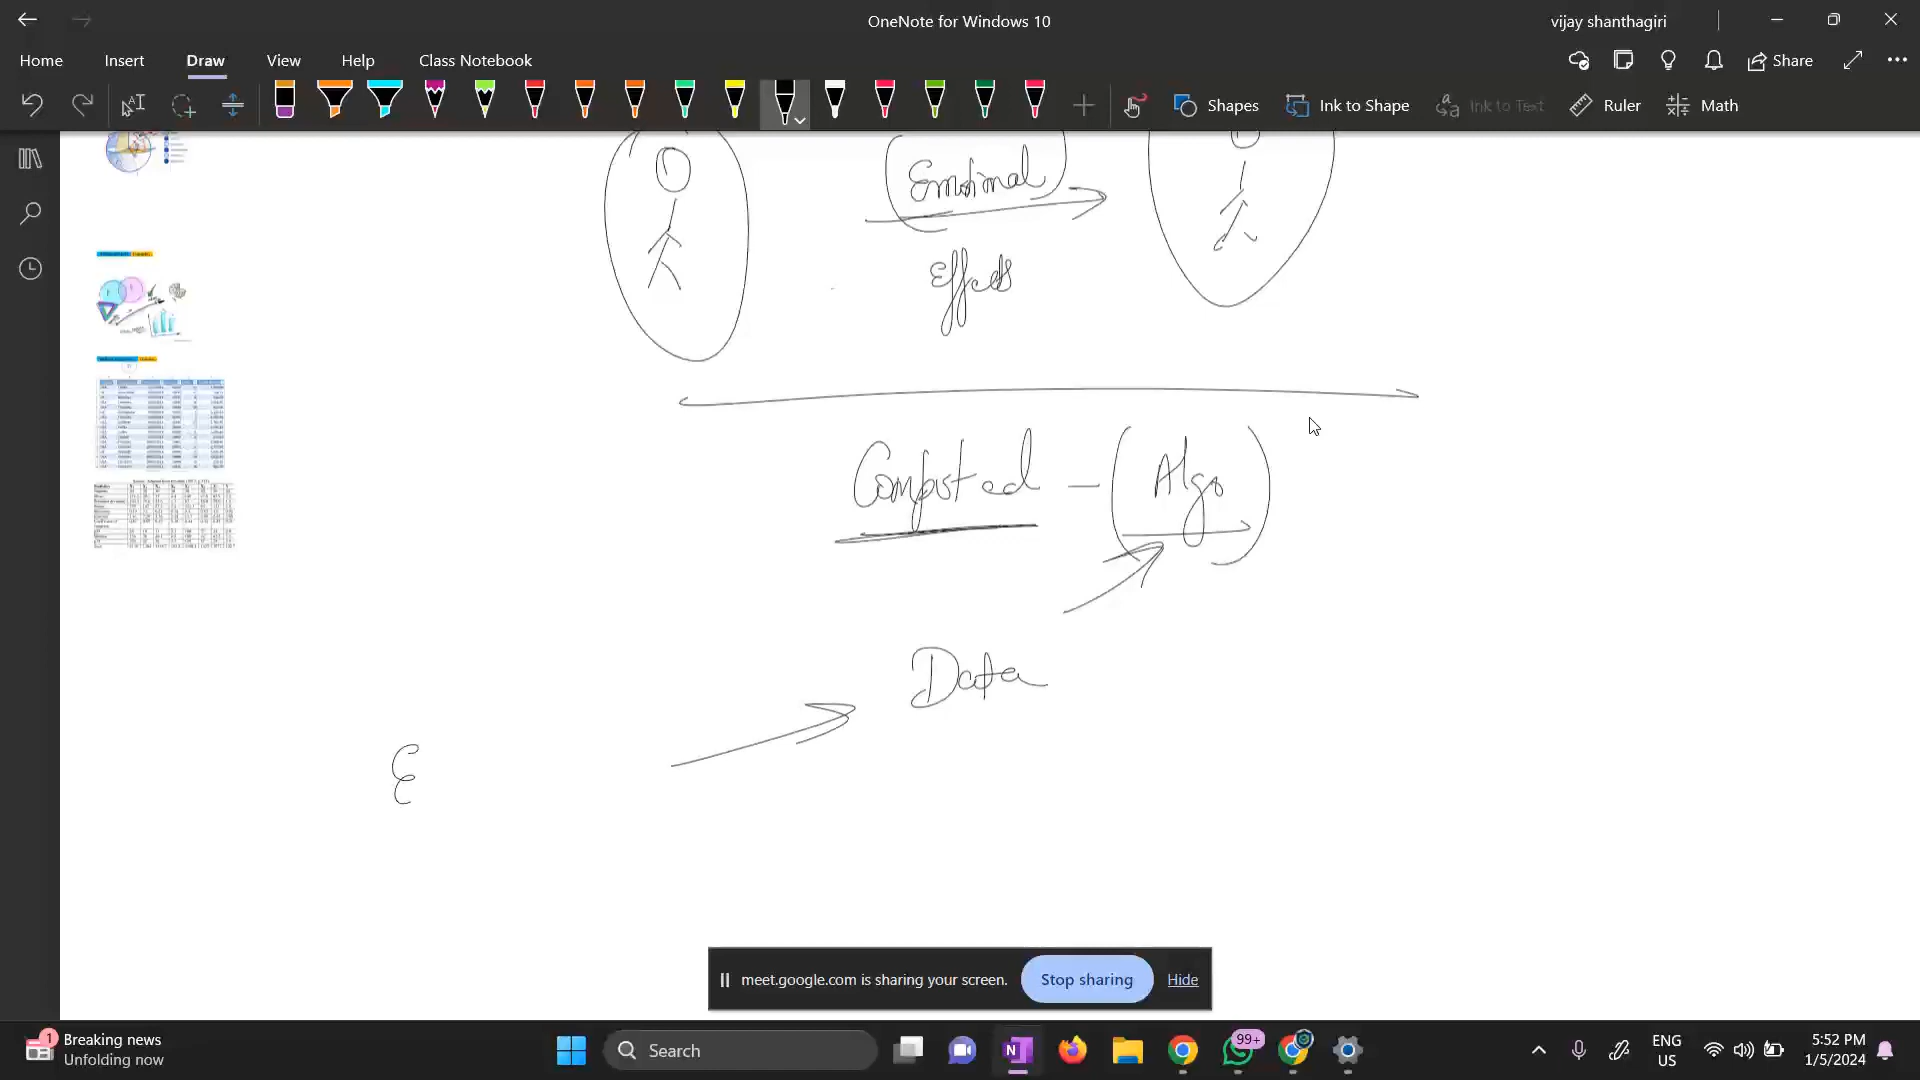 OneNote for Windows 10
vijay shanthagiri
Home Insert Draw View Help Class Notebook
Share
Shapes Ink to Shape Ink to Text Ruler Math
Emotional
Effects
Computed - (Algo)
Data
E
meet.google.com is sharing your screen. Stop sharing Hide
1 Breaking news
Unfolding now
Search
99+
ENG
US
5:52 PM
1/5/2024